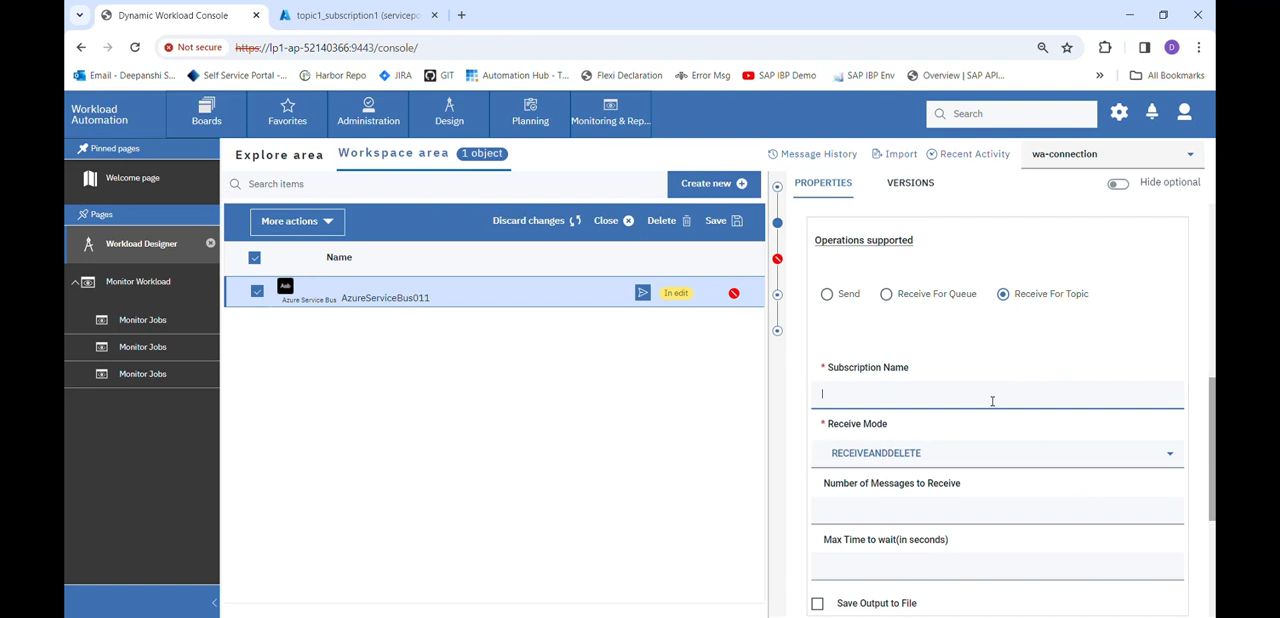 Dynamic Workload Console
topic1_subscription1 (servicepo
Not secure
https://lp1-ap-52140366:9443/console/
D
Email - Deepanshi S...
Self Service Portal -...
Harbor Repo
JIRA
GIT
Automation Hub - T...
Flexi Declaration
Error Msg
SAP IBP Demo
SAP IBP Env
Overview | SAP API...
»
All Bookmarks
Workload
Automation
Boards
Favorites
Administration
Design
Planning
Monitoring & Rep...
Search
Pinned pages
Welcome page
Pages
Workload Designer
Monitor Workload
Monitor Jobs
Monitor Jobs
Monitor Jobs
Explore area
Workspace area
1 object
Message History
Import
Recent Activity
wa-connection
Search items
Create new
PROPERTIES
VERSIONS
Hide optional
More actions
Discard changes
Close
Delete
Save
Name
Asb
Azure Service Bus
AzureServiceBus011
In edit
Operations supported
Send
Receive For Queue
Receive For Topic
* Subscription Name
* Receive Mode
RECEIVEANDDELETE
Number of Messages to Receive
Max Time to wait(in seconds)
Save Output to File